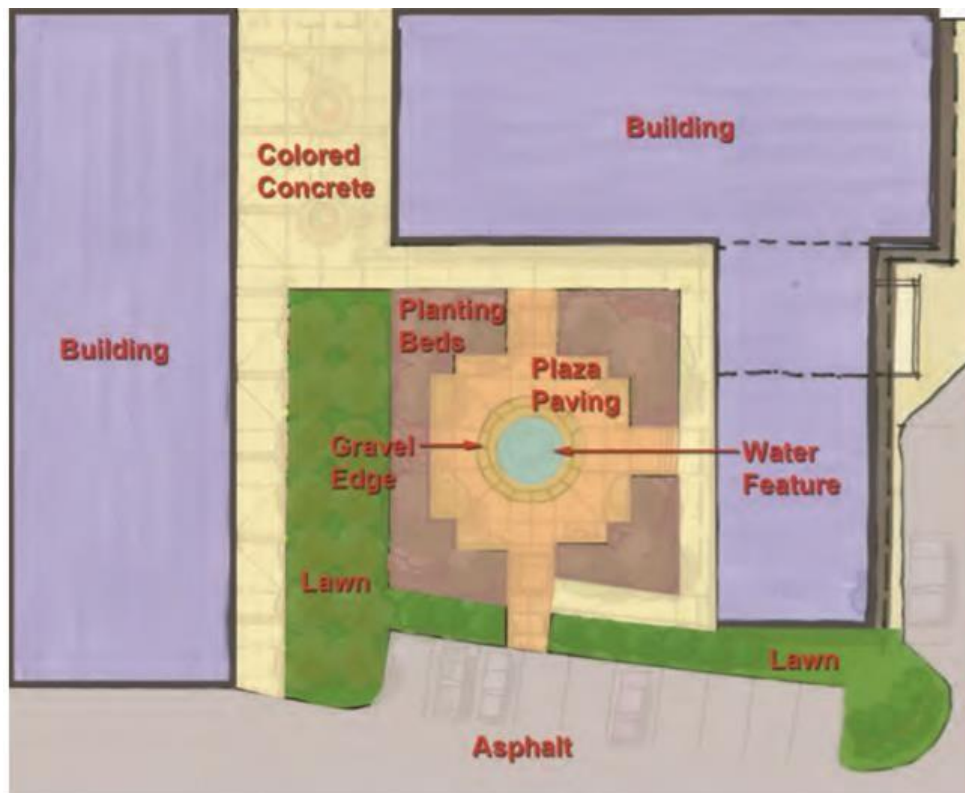 Building
Colored
Concrete
Building
Planting
Beds
Plaza
Paving
Gravel
Edge
Water
Feature
Lawn
Lawn
Asphalt